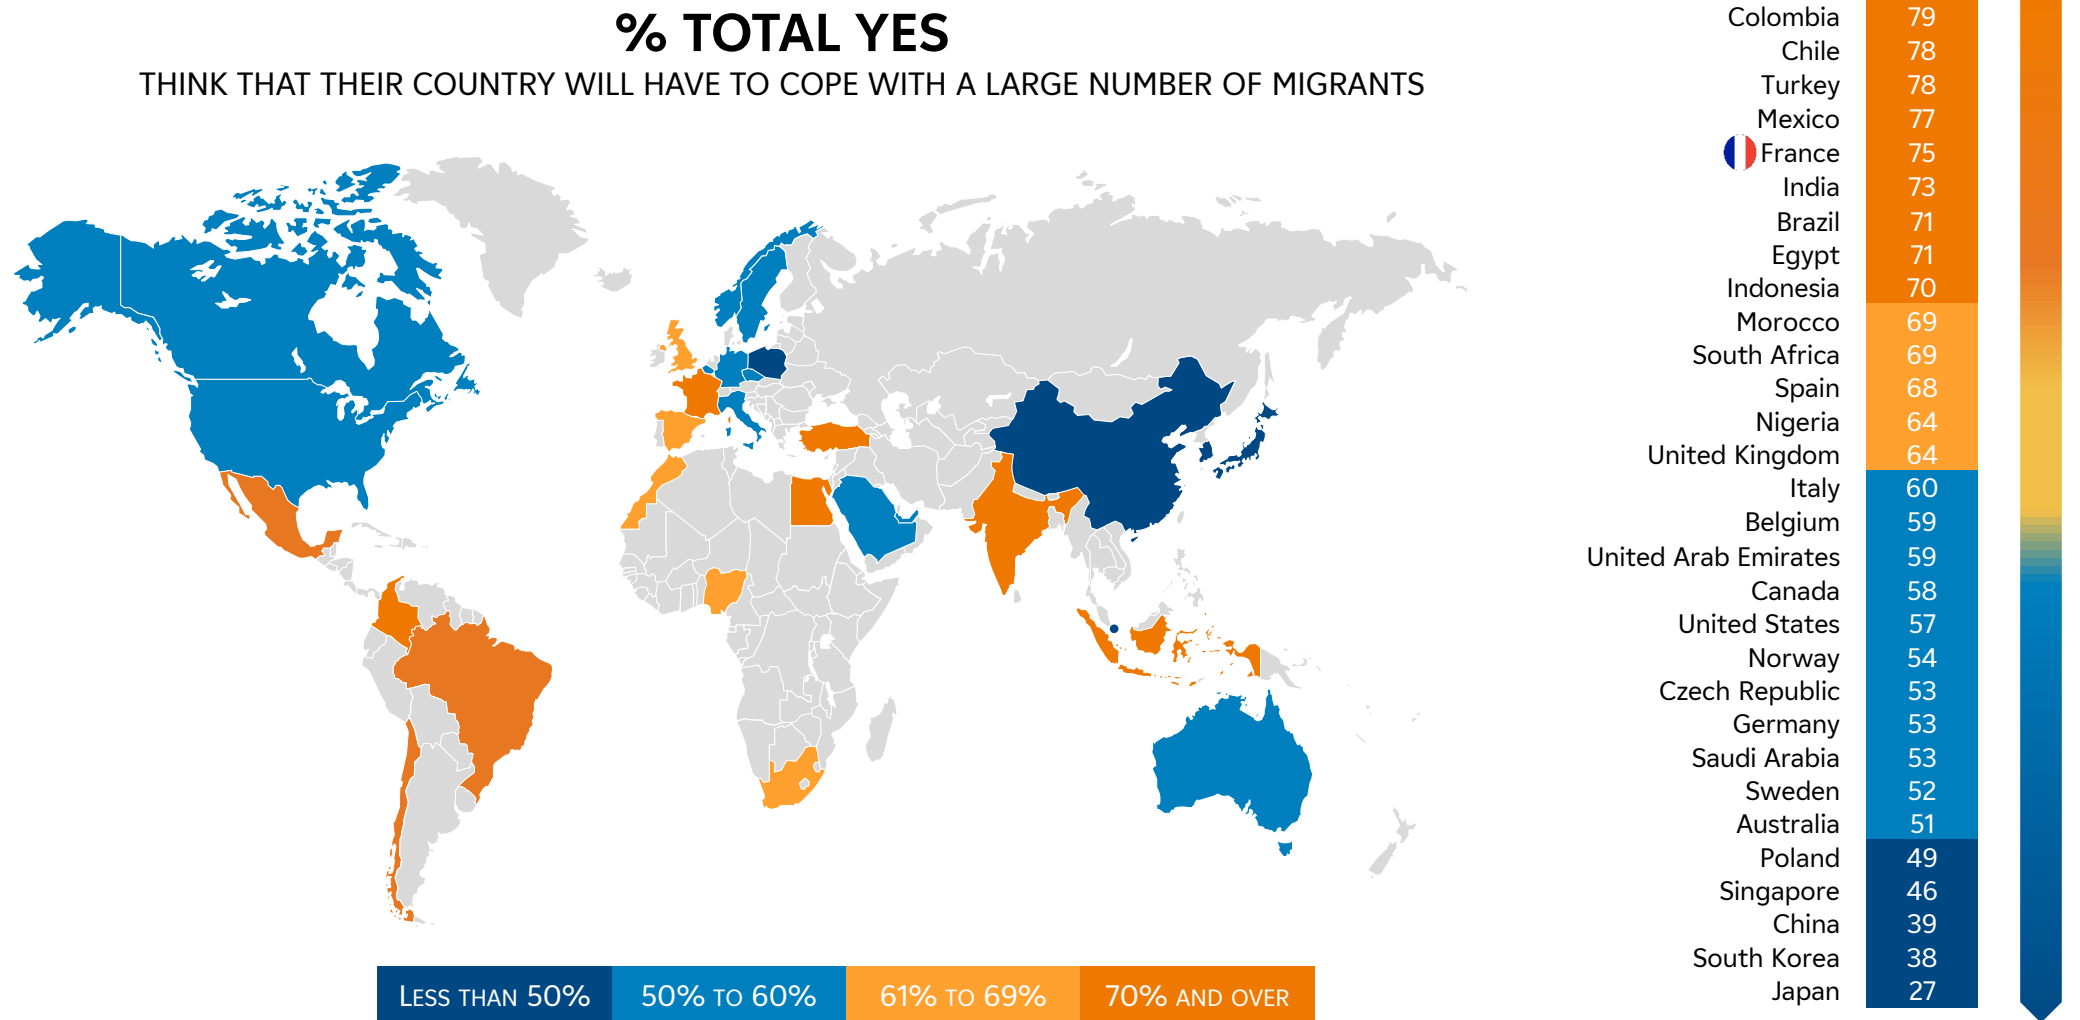 % TOTAL YES
THINK THAT THEIR COUNTRY WILL HAVE TO COPE WITH A LARGE NUMBER OF MIGRANTS
Colombia 79
Chile 78
Turkey 78
Mexico 77
France 75
India 73
Brazil 71
Egypt 71
Indonesia 70
Morocco 69
South Africa 69
Spain 68
Nigeria 64
United Kingdom 64
Italy 60
Belgium 59
United Arab Emirates 59
Canada 58
United States 57
Norway 54
Czech Republic 53
Germany 53
Saudi Arabia 53
Sweden 52
Australia 51
Poland 49
Singapore 46
China 39
South Korea 38
Japan 27
LESS THAN 50% 50% TO 60% 61% TO 69% 70% AND OVER